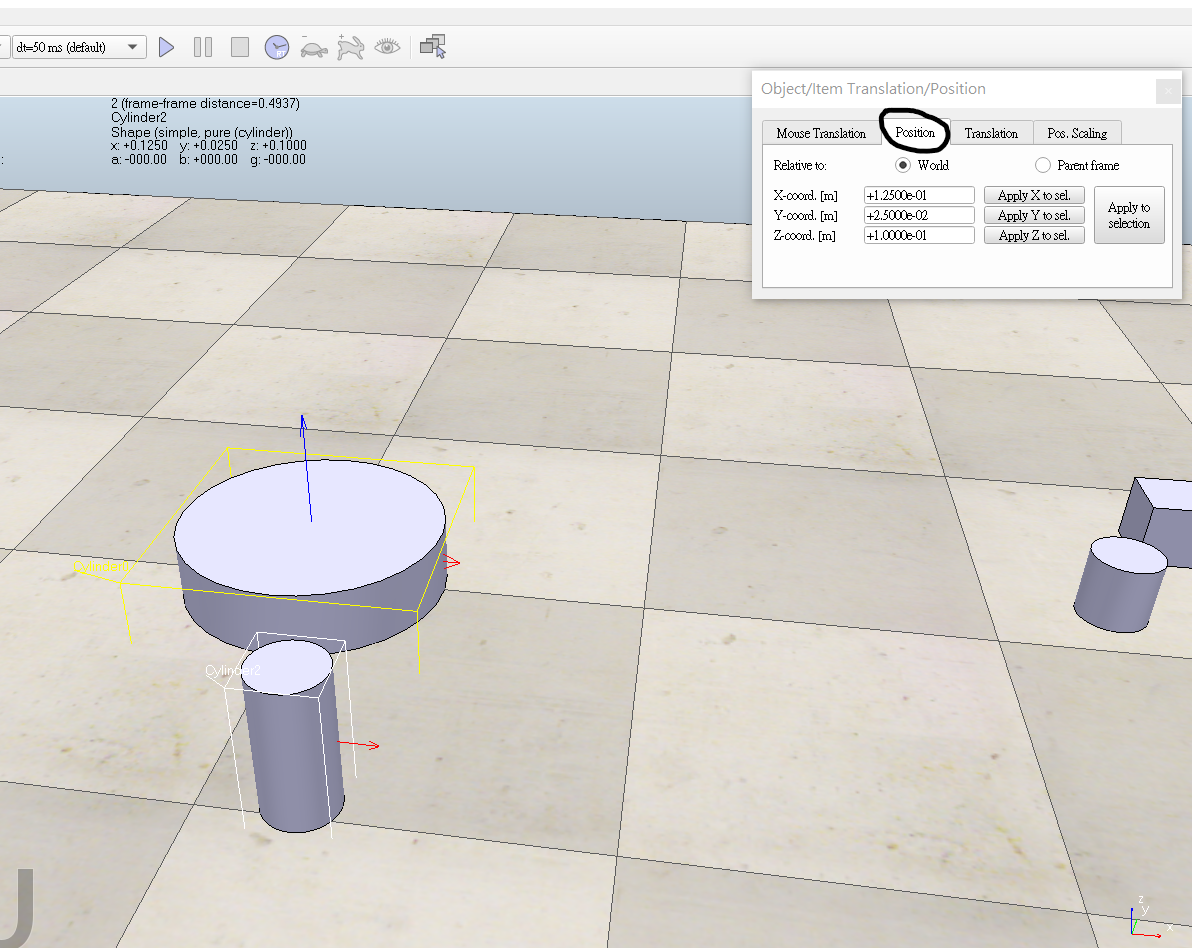 dt=50 ms (default)
RT
Object/Item Translation/Position
2 (frame-frame distance=0.4937)
Cylinder2
Shape (simple, pure (cylinder))
x: +0.1250 y: +0.0250 z: +0.1000
a: -000.00 b: +000.00 g: -000.00
:
Mouse Translation Position Translation Pos. Scaling
Relative to: World Parent frame
X-coord. [m] +1.2500e-01 Apply X to sel.
Y-coord. [m] +2.5000e-02 Apply Y to sel.
Z-coord. [m] +1.0000e-01 Apply Z to sel.
Apply to
selection
Cylinde
Cylinder2
z
y
x